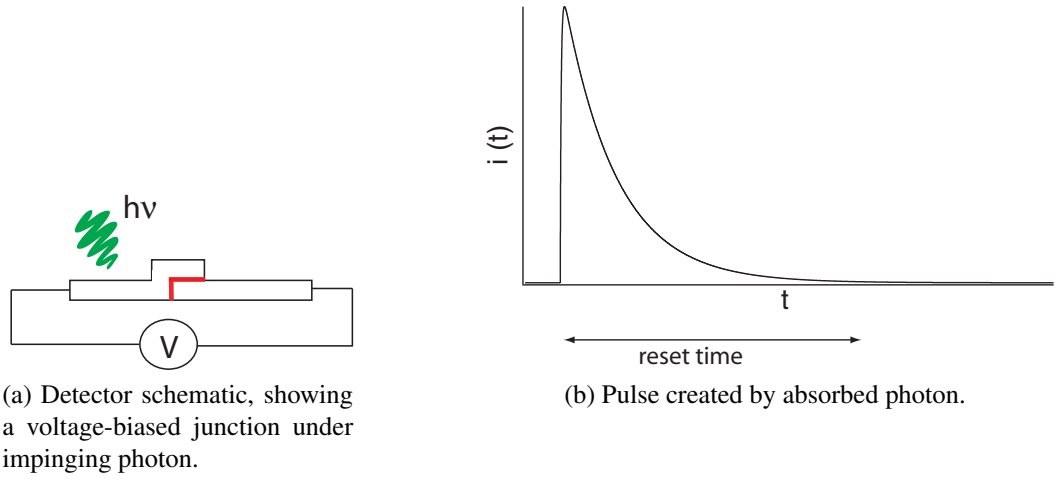 hν
V
(a) Detector schematic, showing
a voltage-biased junction under
impinging photon.
i (t)
t
reset time
(b) Pulse created by absorbed photon.